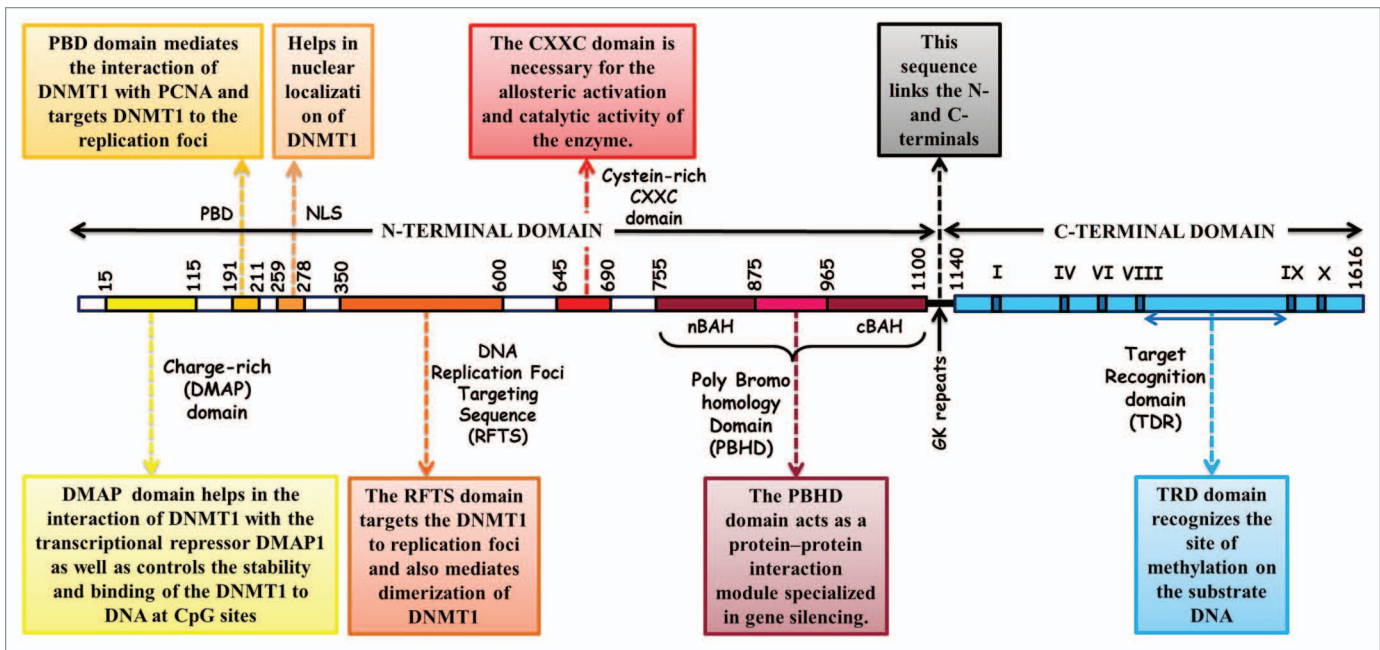 PBD domain mediates
the interaction of
DNMT1 with PCNA and
targets DNMT1 to the
replication foci
Helps in
nuclear
localizati
on of
DNMT1
The CXXC domain is
necessary for the
allosteric activation
and catalytic activity of
the enzyme.
This
sequence
links the N-
and C-
terminals
PBD
NLS
Cystein-rich
CXXC
domain
N-TERMINAL DOMAIN
C-TERMINAL DOMAIN
15
115
191
211
259
278
350
600
645
690
755
875
965
1100
1140
I
IV
VI
VIII
IX
X
1616
nBAH
cBAH
Charge-rich
(DMAP)
domain
DNA
Replication Foci
Targeting
Sequence
(RFTS)
Poly Bromo
homology
Domain
(PBHD)
GK repeats
Target
Recognition
domain
(TDR)
DMAP domain helps in the
interaction of DNMT1 with the
transcriptional repressor DMAP1
as well as controls the stability
and binding of the DNMT1 to
DNA at CpG sites
The RFTS domain
targets the DNMT1
to replication foci
and also mediates
dimerization of
DNMT1
The PBHD
domain acts as a
protein–protein
interaction
module specialized
in gene silencing.
TRD domain
recognizes the
site of
methylation on
the substrate
DNA